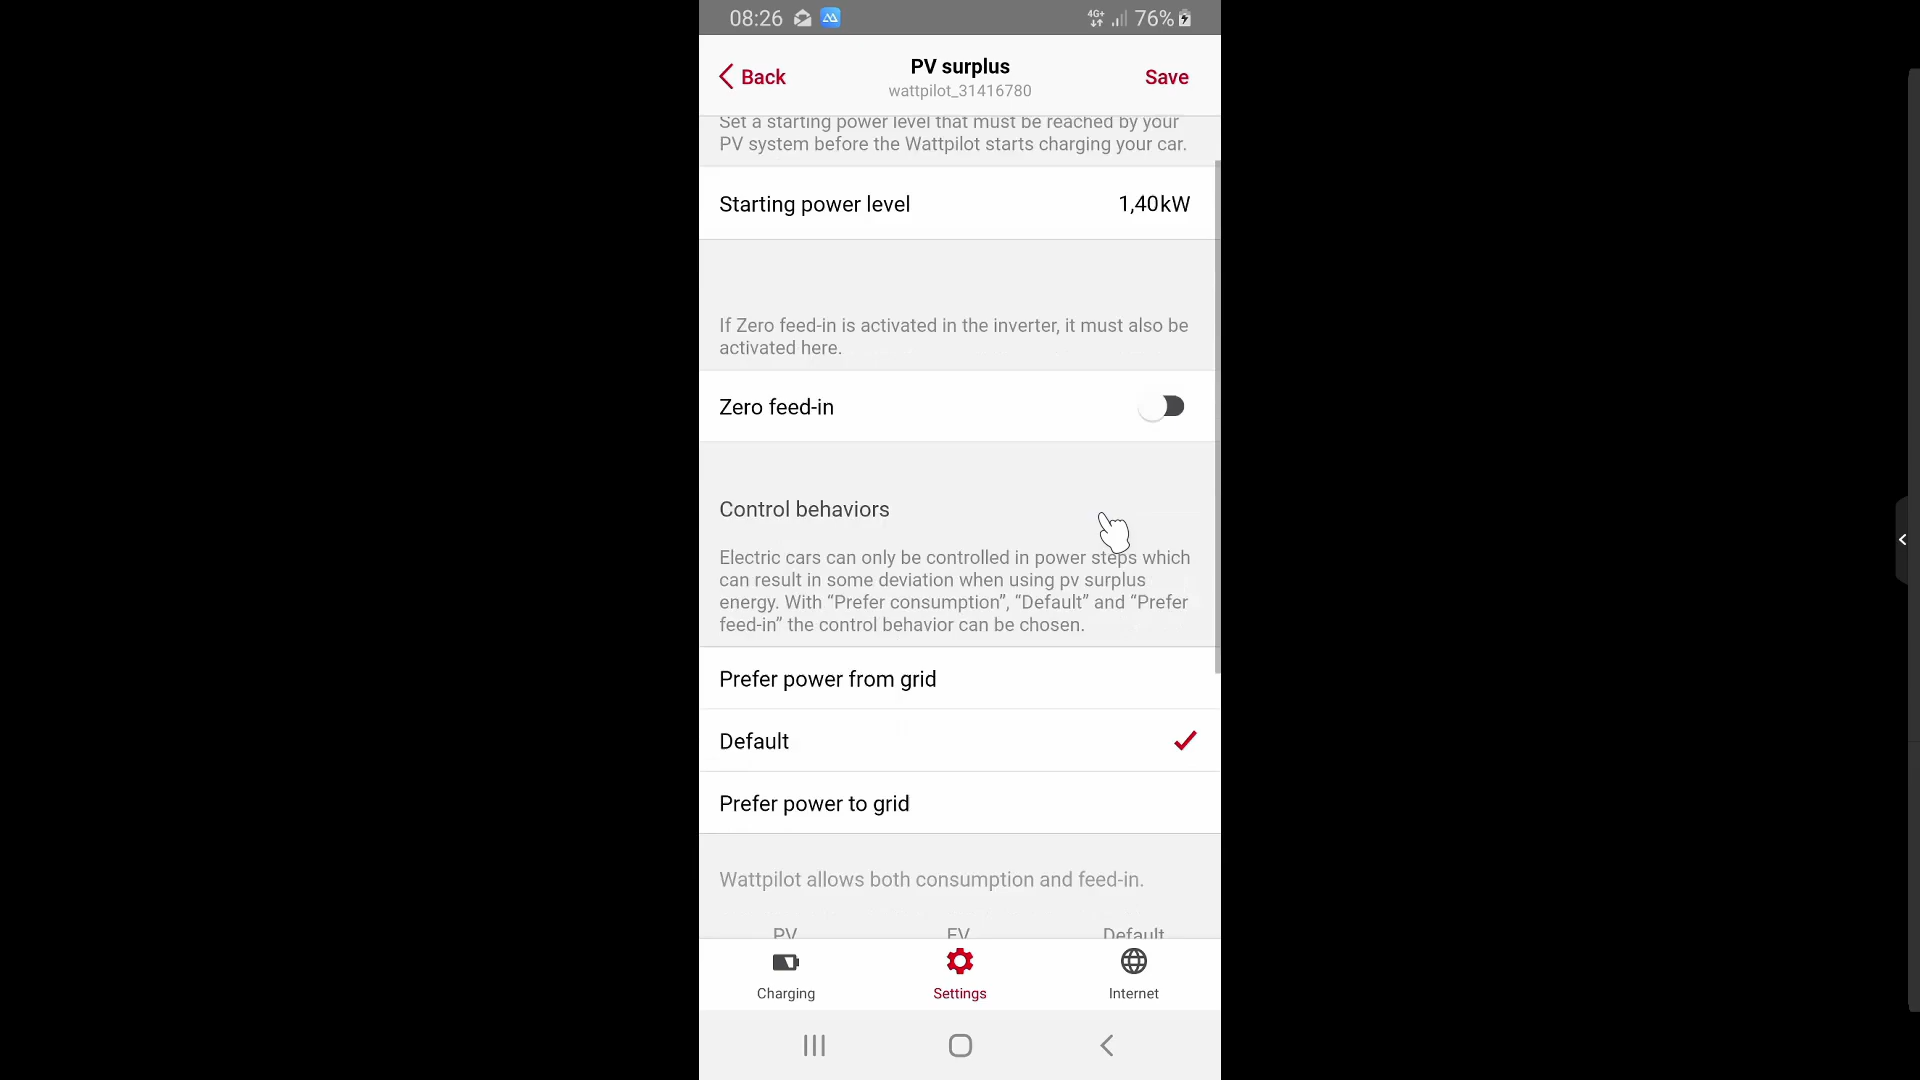 08:26 4G+ 76%
Back PV surplus Save
wattpilot_31416780
Set a starting power level that must be reached by your
PV system before the Wattpilot starts charging your car.
Starting power level 1,40kW
If Zero feed-in is activated in the inverter, it must also be
activated here.
Zero feed-in
Control behaviors
Electric cars can only be controlled in power steps which
can result in some deviation when using pv surplus
energy. With “Prefer consumption”, “Default” and “Prefer
feed-in” the control behavior can be chosen.
Prefer power from grid
Default
Prefer power to grid
Wattpilot allows both consumption and feed-in.
PV EV Default
Charging Settings Internet